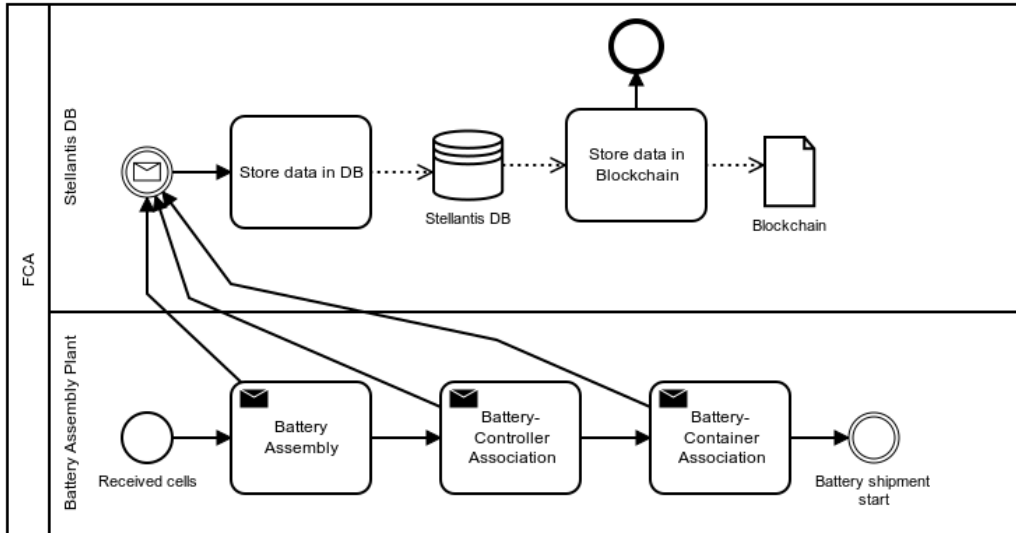 FCA
Stellantis DB
Store data in DB
Stellantis DB
Store data in
Blockchain
Blockchain
Battery Assembly Plant
Received cells
Battery
Assembly
Battery-
Controller
Association
Battery-
Container
Association
Battery shipment
start